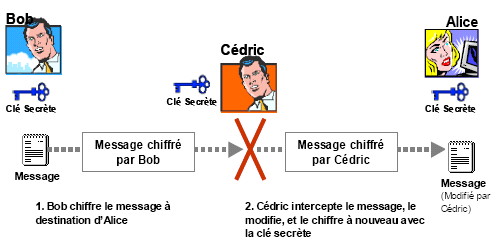 Bob
Cédric
Alice
Clé Secrète
Clé Secrète
Clé Secrète
Message chiffré
par Bob
Message chiffré
par Cédric
Message
Message
(Modifié par
Cédric)
1. Bob chiffre le message à
destination d'Alice
2. Cédric intercepte le message, le
modifie, et le chiffre à nouveau avec
la clé secrète